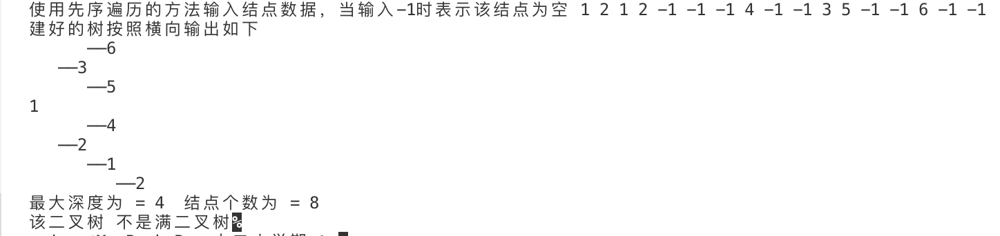 使用先序遍历的方法输入结点数据，当输入—1时表示该结点为空 1 2 1 2 —1 —1 —1 4 —1 —1 3 5 —1 —1 6 —1 —1
建好的树按照横向输出如下
——6
——3
——5
1
——4
——2
——1
——2
最大深度为 = 4 结点个数为 = 8
该二叉树 不是满二叉树%